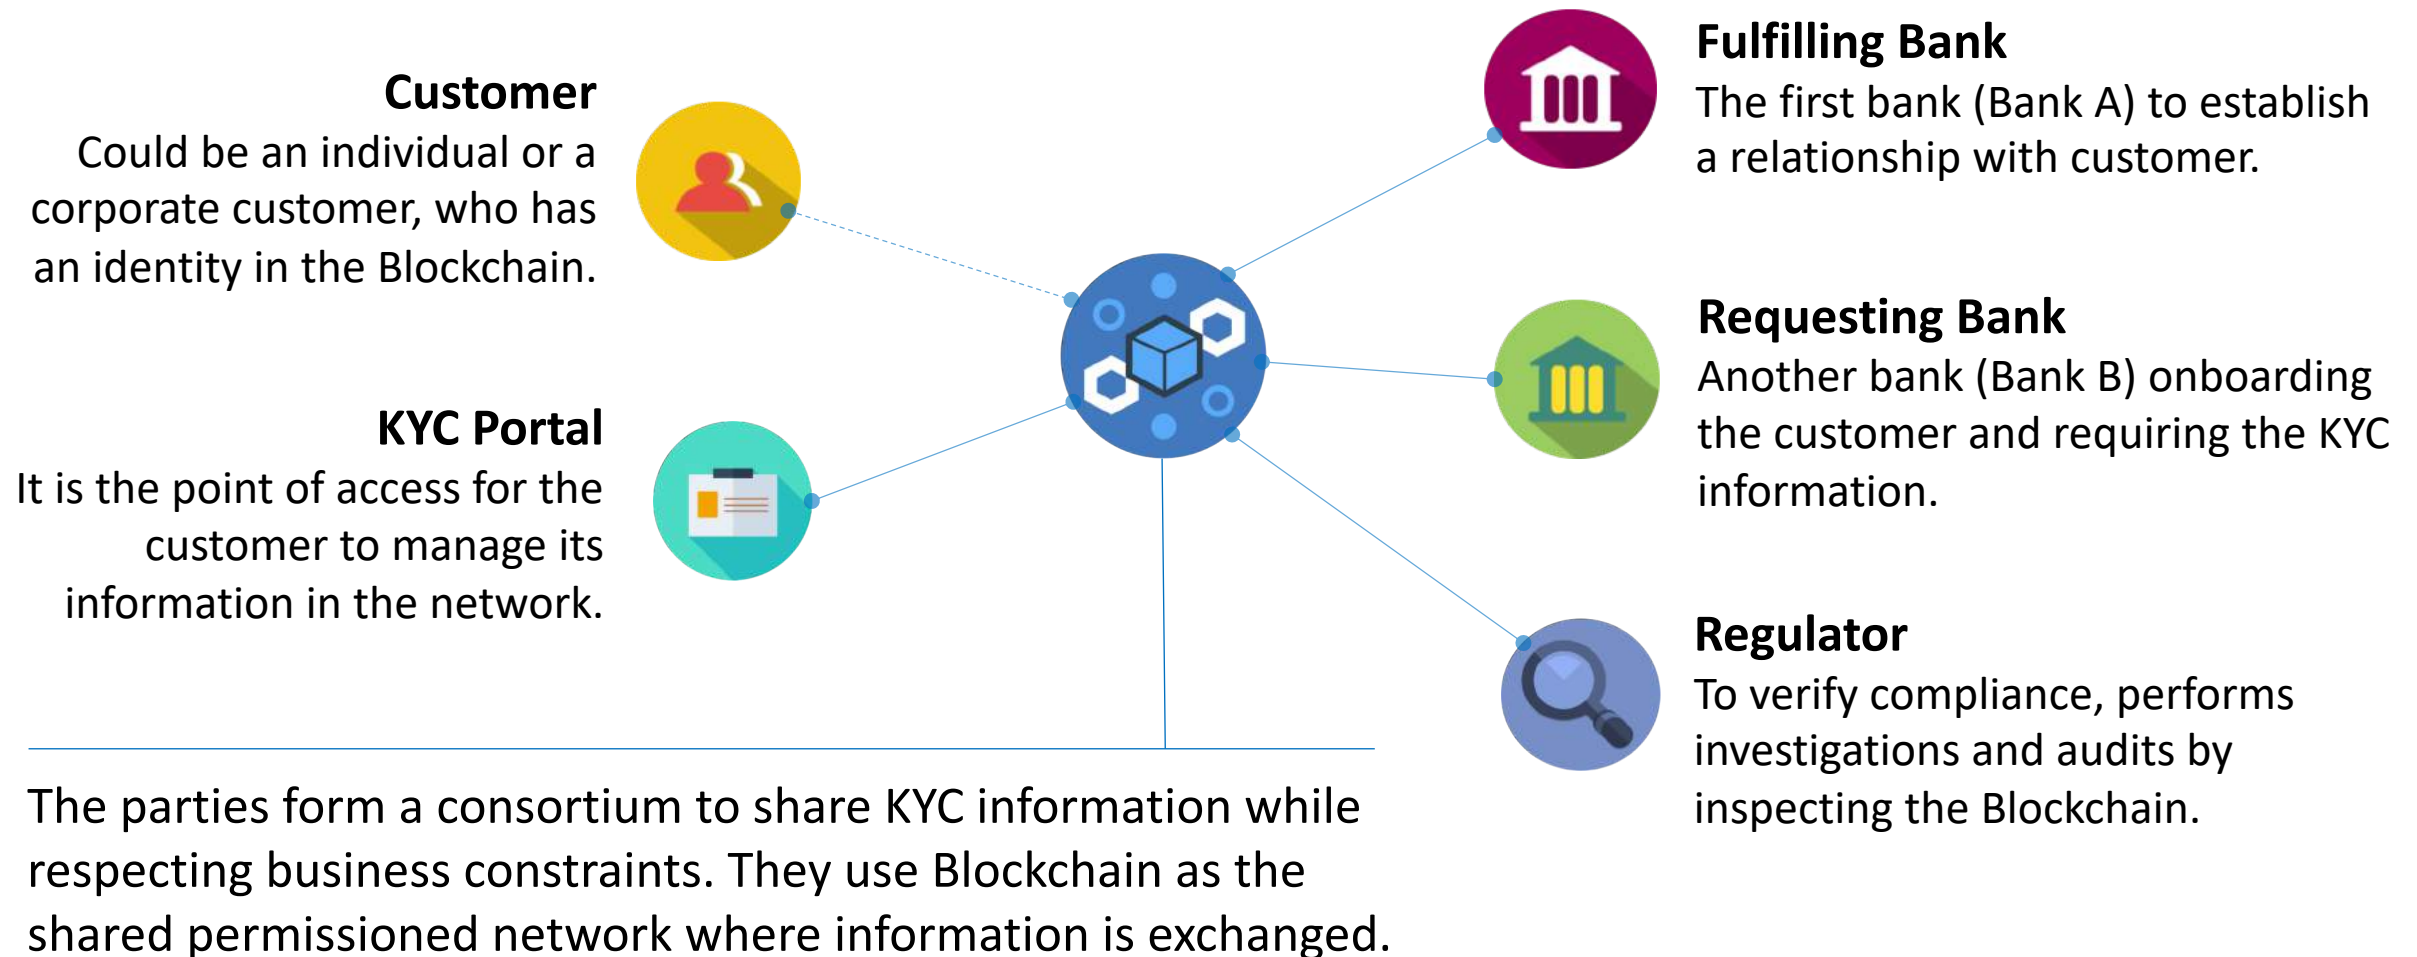 Customer
Could be an individual or a
corporate customer, who has
an identity in the Blockchain.
KYC Portal
It is the point of access for the
customer to manage its
information in the network.
Fulfilling Bank
The first bank (Bank A) to establish
a relationship with customer.
Requesting Bank
Another bank (Bank B) onboarding
the customer and requiring the KYC
information.
Regulator
To verify compliance, performs
investigations and audits by
inspecting the Blockchain.
The parties form a consortium to share KYC information while
respecting business constraints. They use Blockchain as the
shared permissioned network where information is exchanged.